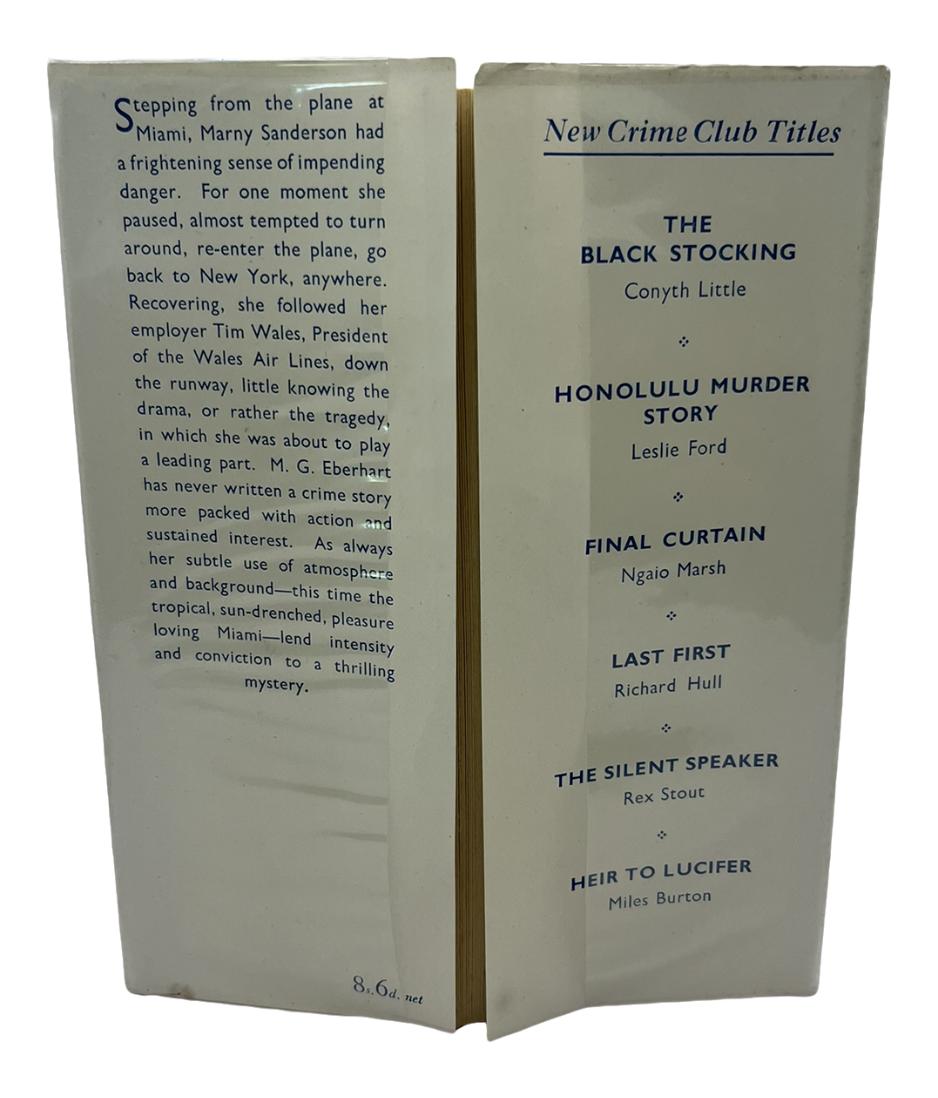 Stepping from the plane at
Miami, Marny Sanderson had
a frightening sense of impending
danger. For one moment she
paused, almost tempted to turn
around, re-enter the plane, go
back to New York, anywhere.
Recovering, she followed her
employer Tim Wales, President
of the Wales Air Lines, down
the runway, little knowing the
drama, or rather the tragedy,
in which she was about to play
a leading part. M. G. Eberhart
has never written a crime story
more packed with action and
sustained interest. As always
her subtle use of atmosphere
and background—this time the
tropical, sun-drenched, pleasure
loving Miami—lend intensity
and conviction to a thrilling
mystery.
8s.6d. net
New Crime Club Titles
THE
BLACK STOCKING
Conyth Little
HONOLULU MURDER
STORY
Leslie Ford
FINAL CURTAIN
Ngaio Marsh
LAST FIRST
Richard Hull
THE SILENT SPEAKER
Rex Stout
HEIR TO LUCIFER
Miles Burton